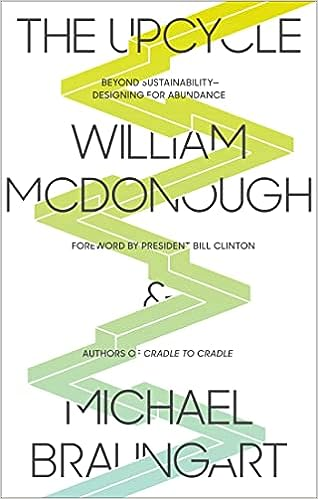 THE UPCYCLE
BEYOND SUSTAINABILITY—
DESIGNING FOR ABUNDANCE
WILLIAM
MCDONOUGH
FOREWORD BY PRESIDENT BILL CLINTON
&
AUTHORS OF CRADLE TO CRADLE
MICHAEL
BRAUNGART